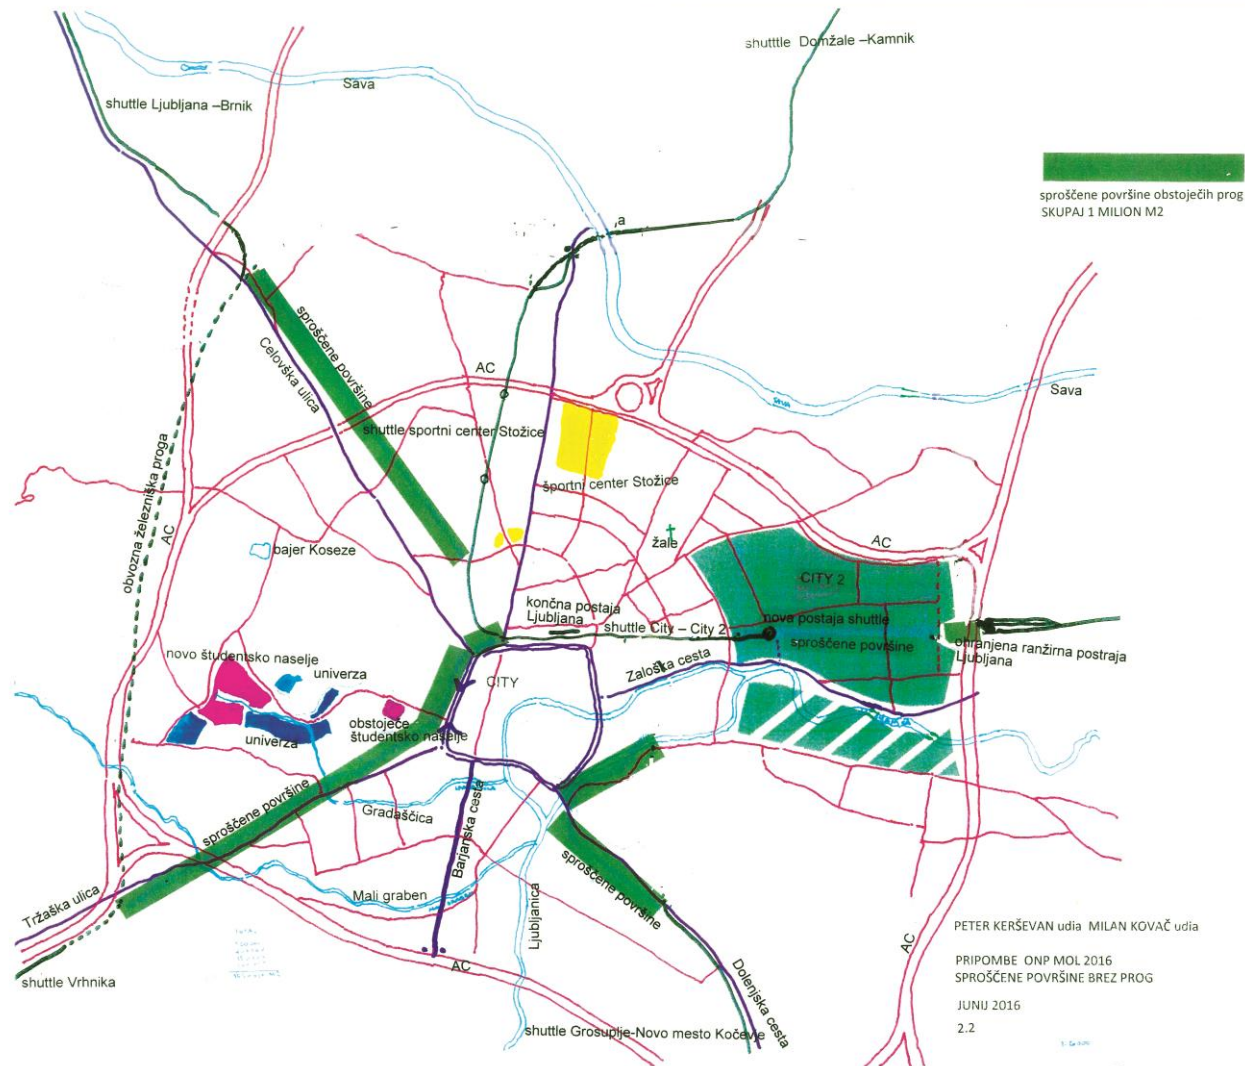 shutttle Domžale –Kamnik
Sava
shuttle Ljubljana –Brnik
sproščene površine obstoječih prog
SKUPAJ 1 MILION M2
a
sproščene površine
Celovška ulica
AC
Sava
shuttle sportni center Stožice
športni center Stožice
obvozna železniška proga
AC
žale
AC
bajer Koseze
CITY 2
končna postaja
Ljubljana
nova postaja shuttle
shuttle City – City 2
sproščene površine
ohranjena ranžirna postraja
Ljubljana
Zaloška cesta
novo študentsko naselje
univerza
CITY
obstoječe
študentsko naselje
univerza
sproščene površine
Gradaščica
Barjanska cesta
sproščene površine
Mali graben
Ljubljanica
Tržaška ulica
shuttle Vrhnika
AC
AC
Dolenjska cesta
shuttle Grosuplje-Novo mesto Kočevje
PETER KERŠEVAN udia MILAN KOVAČ udia
PRIPOMBE ONP MOL 2016
SPROŠČENE POVRŠINE BREZ PROG
JUNIJ 2016
2.2